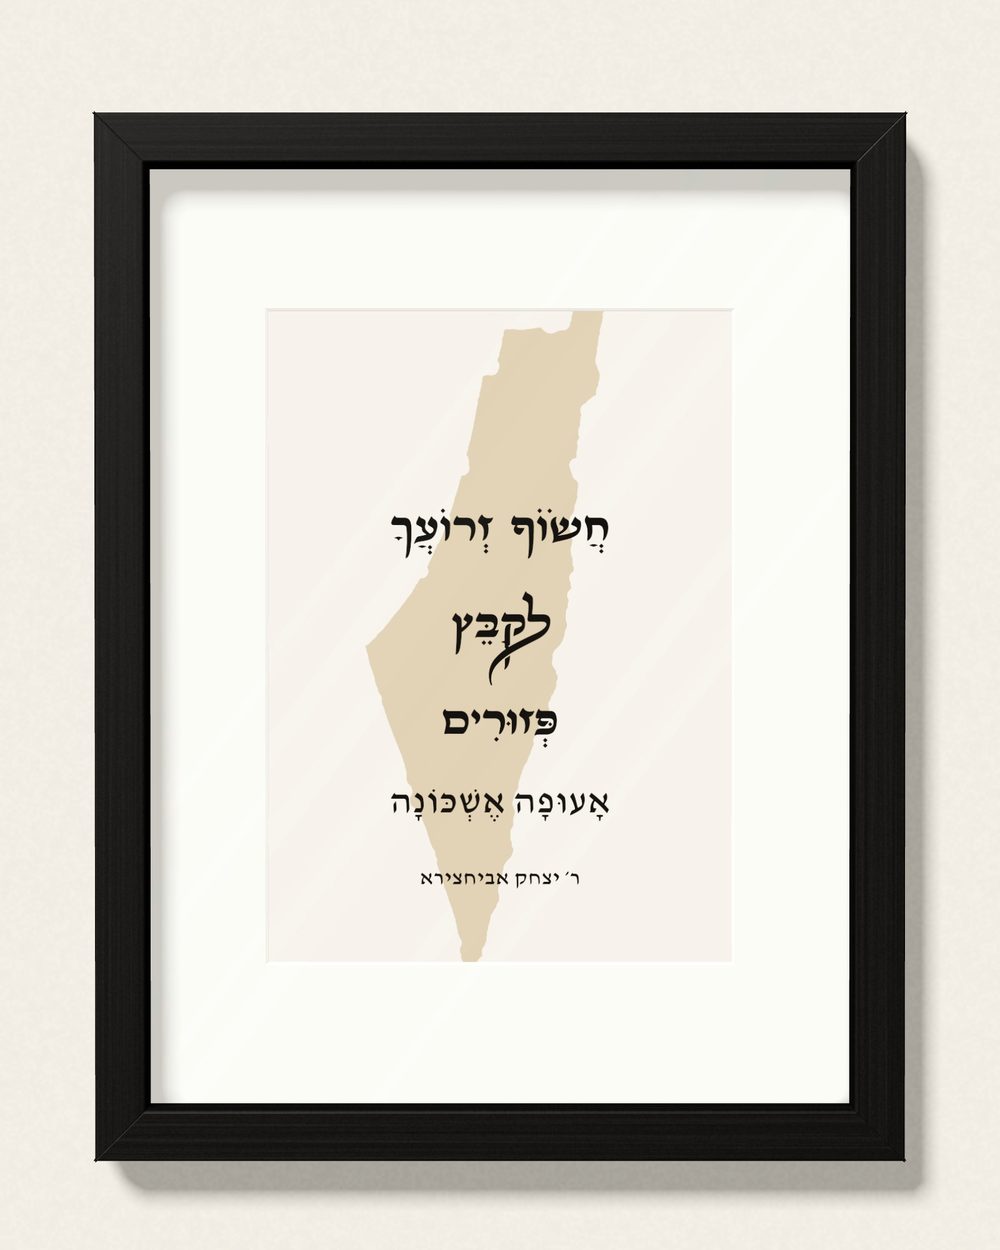 חֲשׂוֹף זְרוֹעֲךָ
לְקַבֵּץ
פְּזוּרִים
אָעוּפָה אֶשְׁכּוֹנָה
ר׳ יצחק אביחצירא